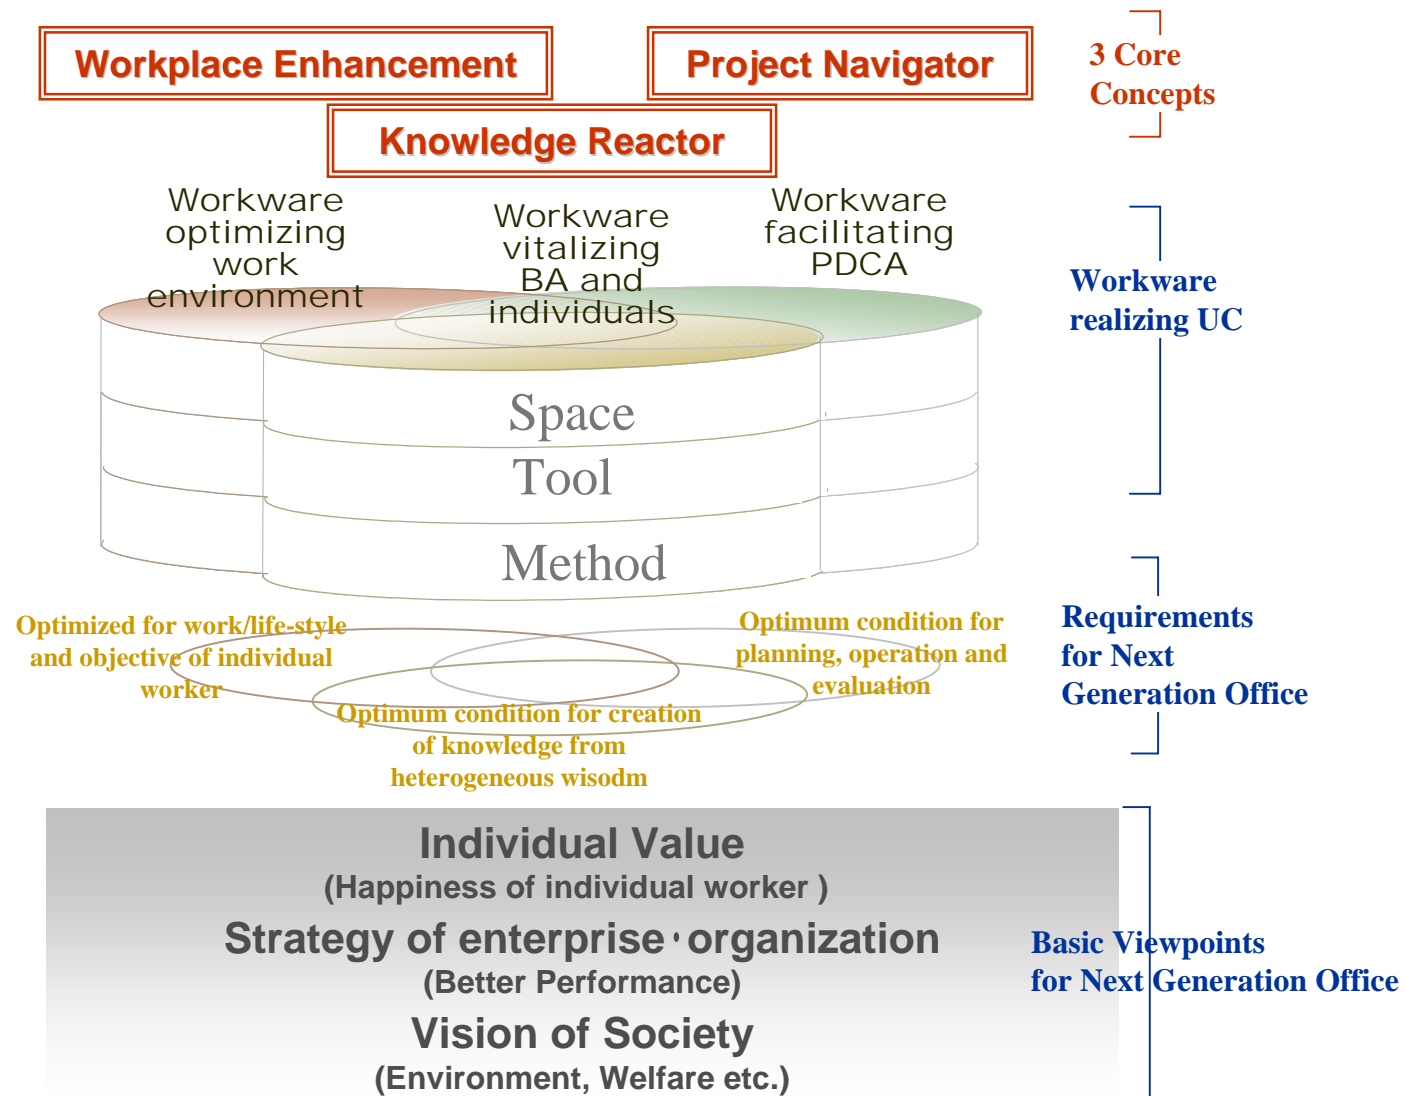 Workplace Enhancement
Project Navigator
Knowledge Reactor
3 Core
Concepts
Workware
optimizing
work
environment
Workware
vitalizing
BA and
individuals
Workware
facilitating
PDCA
Workware
realizing UC
Space
Tool
Method
Optimized for work/life-style
and objective of individual
worker
Optimum condition for
planning, operation and
evaluation
Optimum condition for creation
of knowledge from
heterogeneous wisodm
Requirements
for Next
Generation Office
Individual Value
(Happiness of individual worker )
Strategy of enterprise・organization
(Better Performance)
Vision of Society
(Environment, Welfare etc.)
Basic Viewpoints
for Next Generation Office